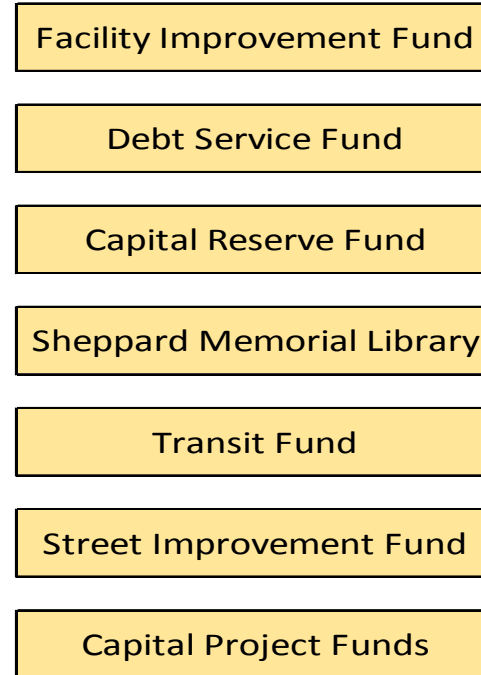 Facility Improvement Fund
Debt Service Fund
Capital Reserve Fund
Sheppard Memorial Library
Transit Fund
Street Improvement Fund
Capital Project Funds